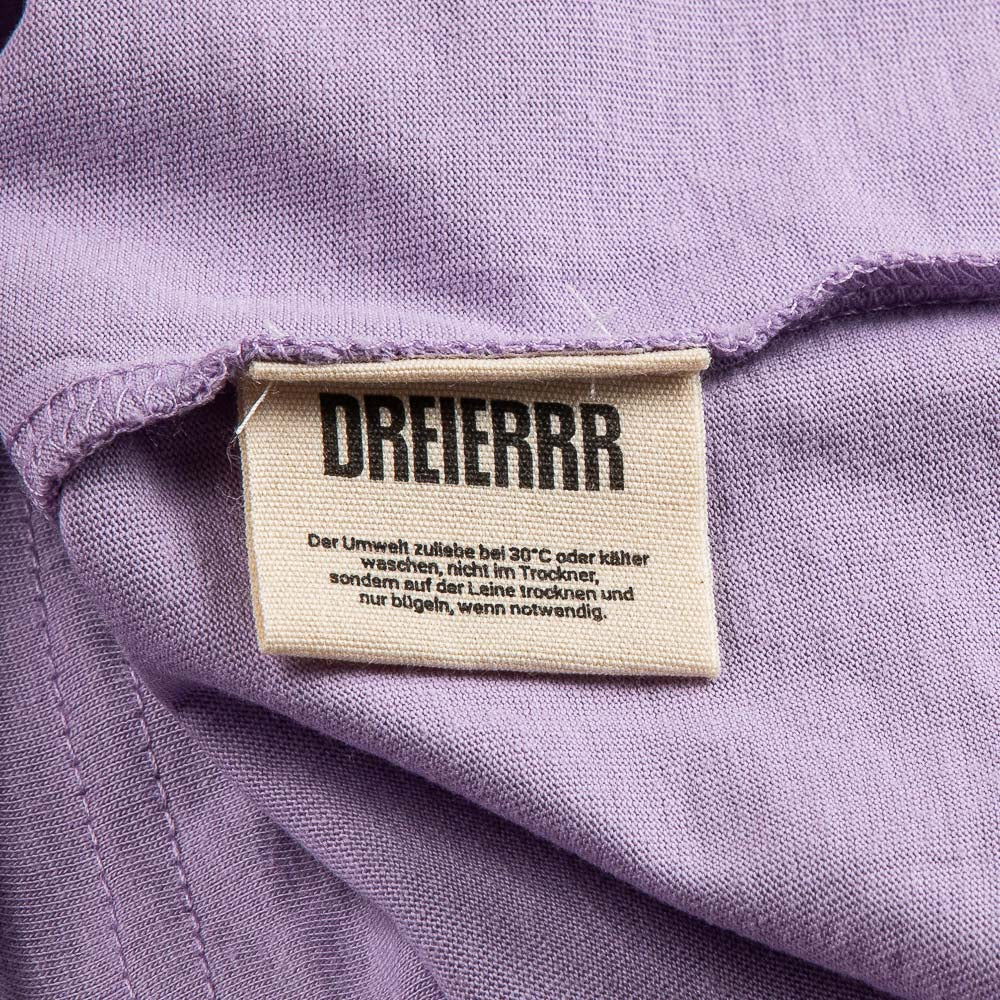 DREIERRR
Der Umwelt zuliebe bei 30°C oder kälter
waschen, nicht im Trockner,
sondern auf der Leine trocknen und
nur bügeln, wenn notwendig.